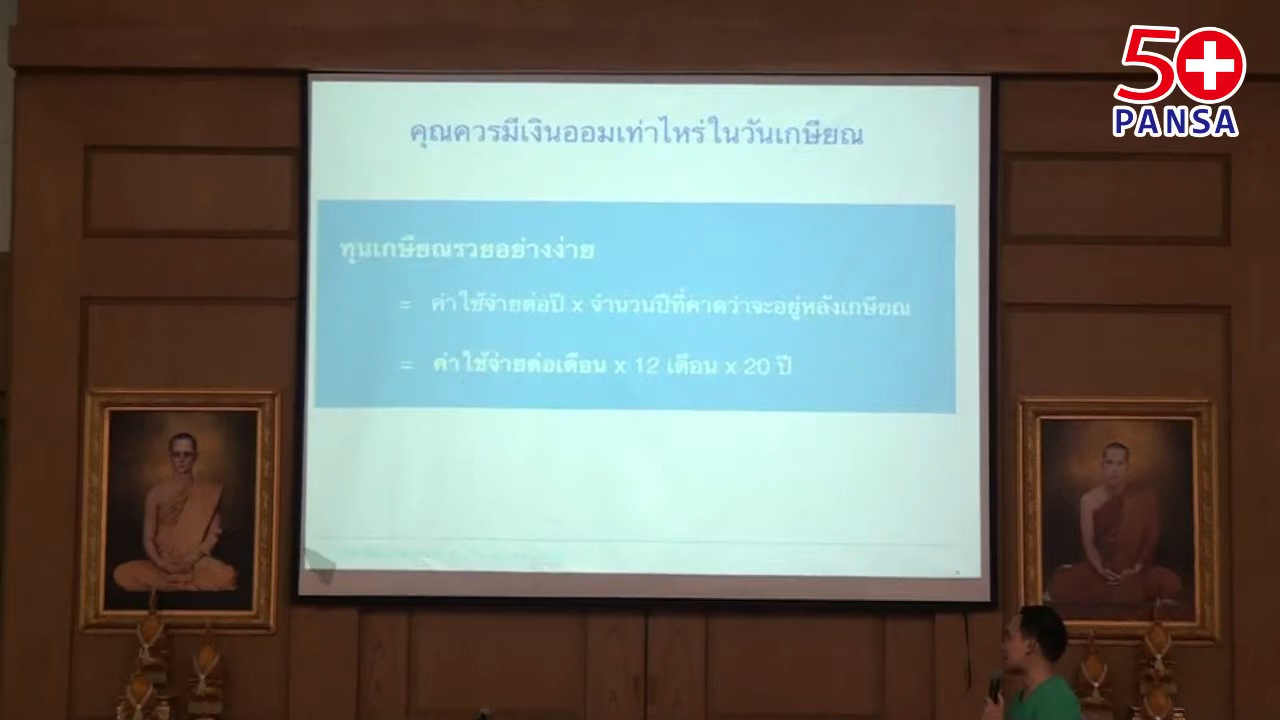 50
PANSA
คุณควรมีเงินออมเท่าไหร่ในวันเกษียณ
ทุนเกษียณรวยอย่างง่าย
= ค่าใช้จ่ายต่อปี x จำนวนปีที่คาดว่าจะอยู่หลังเกษียณ
= ค่าใช้จ่ายต่อเดือน x 12 เดือน x 20 ปี